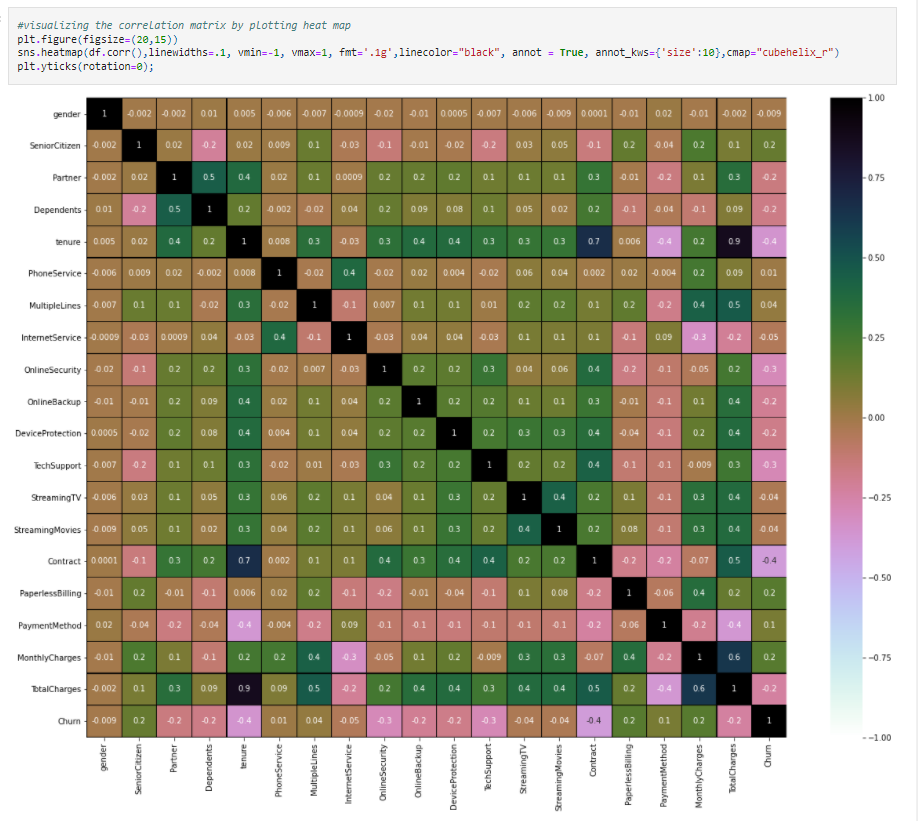 #visualizing the correlation matrix by plotting heat map
plt.figure(figsize=(20,15))
sns.heatmap(df.corr(),linewidths=.1, vmin=-1, vmax=1, fmt='.1g',linecolor="black", annot = True, annot_kws={'size':10},cmap="cubehelix_r")
plt.yticks(rotation=0);
gender 1 -0.002 -0.002 0.01 0.005 -0.006 -0.007 -0.0009 -0.02 -0.01 0.0005 -0.007 -0.006 -0.009 0.0001 -0.01 0.02 -0.01 -0.002 -0.009
SeniorCitizen -0.002 1 0.02 -0.2 0.02 0.009 0.1 -0.03 -0.1 -0.01 -0.02 -0.2 0.03 0.05 -0.1 0.2 -0.04 0.2 0.1 0.2
Partner -0.002 0.02 1 0.5 0.4 0.02 0.1 0.0009 0.2 0.2 0.2 0.1 0.1 0.1 0.3 -0.01 -0.2 0.1 0.3 -0.2
Dependents 0.01 -0.2 0.5 1 0.2 -0.002 -0.02 0.04 0.2 0.09 0.08 0.1 0.05 0.02 0.2 -0.1 -0.04 -0.1 0.09 -0.2
tenure 0.005 0.02 0.4 0.2 1 0.008 0.3 -0.03 0.3 0.4 0.4 0.3 0.3 0.3 0.7 0.006 -0.4 0.2 0.9 -0.4
PhoneService -0.006 0.009 0.02 -0.002 0.008 1 -0.02 0.4 -0.02 0.02 0.004 -0.02 0.06 0.04 0.002 0.02 -0.004 0.2 0.09 0.01
MultipleLines -0.007 0.1 0.1 -0.02 0.3 -0.02 1 -0.1 0.007 0.1 0.1 0.01 0.2 0.2 0.1 0.2 -0.2 0.4 0.5 0.04
InternetService -0.0009 -0.03 0.0009 0.04 -0.03 0.4 -0.1 1 -0.03 0.04 0.04 -0.03 0.1 0.1 0.1 -0.1 0.09 -0.3 -0.2 -0.05
OnlineSecurity -0.02 -0.1 0.2 0.2 0.3 -0.02 0.007 -0.03 1 0.2 0.2 0.3 0.04 0.06 0.4 -0.2 -0.1 -0.05 0.2 -0.3
OnlineBackup -0.01 -0.01 0.2 0.09 0.4 0.02 0.1 0.04 0.2 1 0.2 0.2 0.1 0.1 0.3 -0.01 -0.1 0.1 0.4 -0.2
DeviceProtection 0.0005 -0.02 0.2 0.08 0.4 0.004 0.1 0.04 0.2 0.2 1 0.2 0.3 0.3 0.4 -0.04 -0.1 0.2 0.4 -0.2
TechSupport -0.007 -0.2 0.1 0.1 0.3 -0.02 0.01 -0.03 0.3 0.2 0.2 1 0.2 0.2 0.4 -0.1 -0.1 -0.009 0.3 -0.3
StreamingTV -0.006 0.03 0.1 0.05 0.3 0.06 0.2 0.1 0.04 0.1 0.3 0.2 1 0.4 0.2 0.1 -0.1 0.3 0.4 -0.04
StreamingMovies -0.009 0.05 0.1 0.02 0.3 0.04 0.2 0.1 0.06 0.1 0.3 0.2 0.4 1 0.2 0.08 -0.1 0.3 0.4 -0.04
Contract 0.0001 -0.1 0.3 0.2 0.7 0.002 0.1 0.1 0.4 0.3 0.4 0.4 0.2 0.2 1 -0.2 -0.2 -0.07 0.5 -0.4
PaperlessBilling -0.01 0.2 -0.01 -0.1 0.006 0.02 0.2 -0.1 -0.2 -0.01 -0.04 -0.1 0.1 0.08 -0.2 1 -0.06 0.4 0.2 0.2
PaymentMethod 0.02 -0.04 -0.2 -0.04 -0.4 -0.004 -0.2 0.09 -0.1 -0.1 -0.1 -0.1 -0.1 -0.1 -0.2 -0.06 1 -0.2 -0.4 0.1
MonthlyCharges -0.01 0.2 0.1 -0.1 0.2 0.2 0.4 -0.3 -0.05 0.1 0.2 -0.009 0.3 0.3 -0.07 0.4 -0.2 1 0.6 0.2
TotalCharges -0.002 0.1 0.3 0.09 0.9 0.09 0.5 -0.2 0.2 0.4 0.4 0.3 0.4 0.4 0.5 0.2 -0.4 0.6 1 -0.2
Churn -0.009 0.2 -0.2 -0.2 -0.4 0.01 0.04 -0.05 -0.3 -0.2 -0.2 -0.3 -0.04 -0.04 -0.4 0.2 0.1 0.2 -0.2 1
gender
SeniorCitizen
Partner
Dependents
tenure
PhoneService
MultipleLines
InternetService
OnlineSecurity
OnlineBackup
DeviceProtection
TechSupport
StreamingTV
StreamingMovies
Contract
PaperlessBilling
PaymentMethod
MonthlyCharges
TotalCharges
Churn
1.00
0.75
0.50
0.25
0.00
-0.25
-0.50
-0.75
-1.00